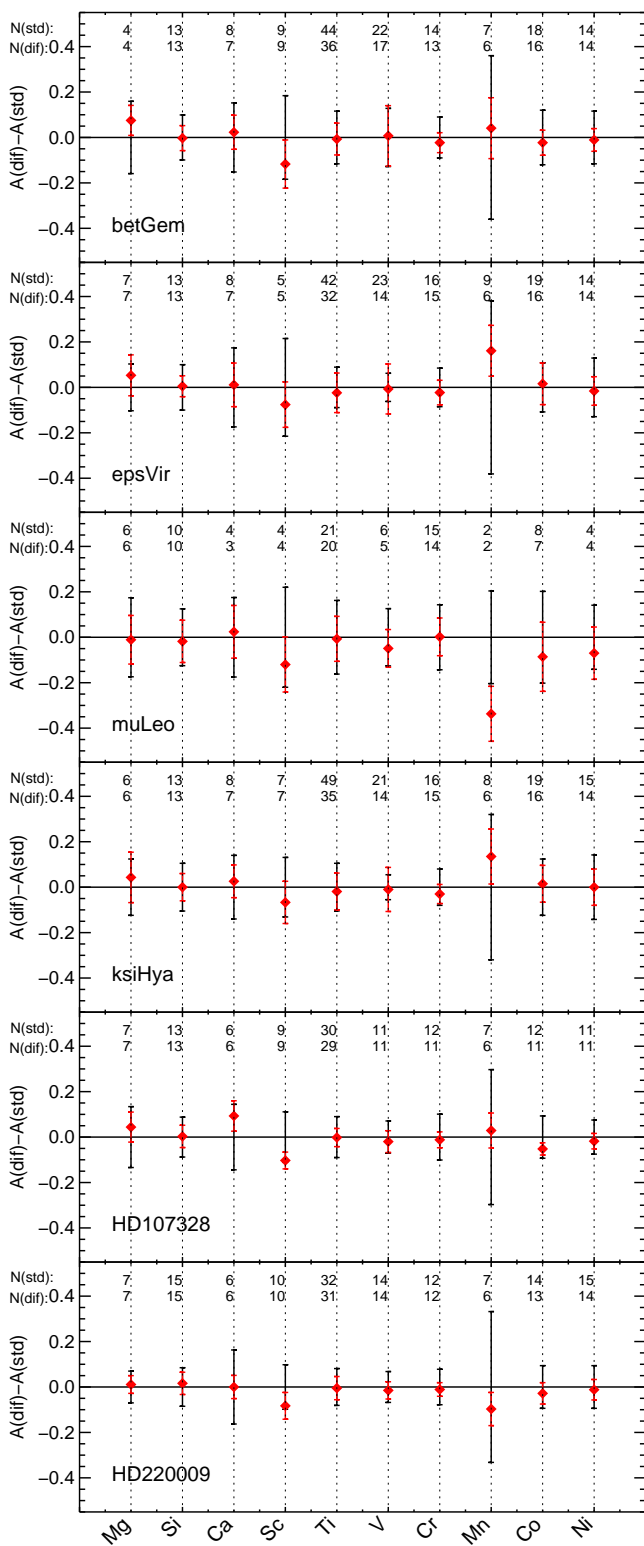 N(std): 4 13 8 9 44 22 14 7 18 14
N(dif): 4 13 7 9 36 17 13 6 16 14
0.4
0.2
0.0
−0.2
−0.4
A(dif)−A(std)
betGem
N(std): 7 13 8 5 42 23 16 9 19 14
N(dif): 7 13 7 5 32 14 15 6 16 14
0.4
0.2
0.0
−0.2
−0.4
A(dif)−A(std)
epsVir
N(std): 6 10 4 4 21 6 15 2 8 4
N(dif): 6 10 3 4 20 5 14 2 7 4
0.4
0.2
0.0
−0.2
−0.4
A(dif)−A(std)
muLeo
N(std): 6 13 8 7 49 21 16 8 19 15
N(dif): 6 13 7 7 35 14 15 6 16 14
0.4
0.2
0.0
−0.2
−0.4
A(dif)−A(std)
ksiHya
N(std): 7 13 6 9 30 11 12 7 12 11
N(dif): 7 13 6 9 29 11 11 6 11 11
0.4
0.2
0.0
−0.2
−0.4
A(dif)−A(std)
HD107328
N(std): 7 15 6 10 32 14 12 7 14 15
N(dif): 7 15 6 10 31 14 12 6 13 14
0.4
0.2
0.0
−0.2
−0.4
A(dif)−A(std)
HD220009
Mg Si Ca Sc Ti V Cr Mn Co Ni